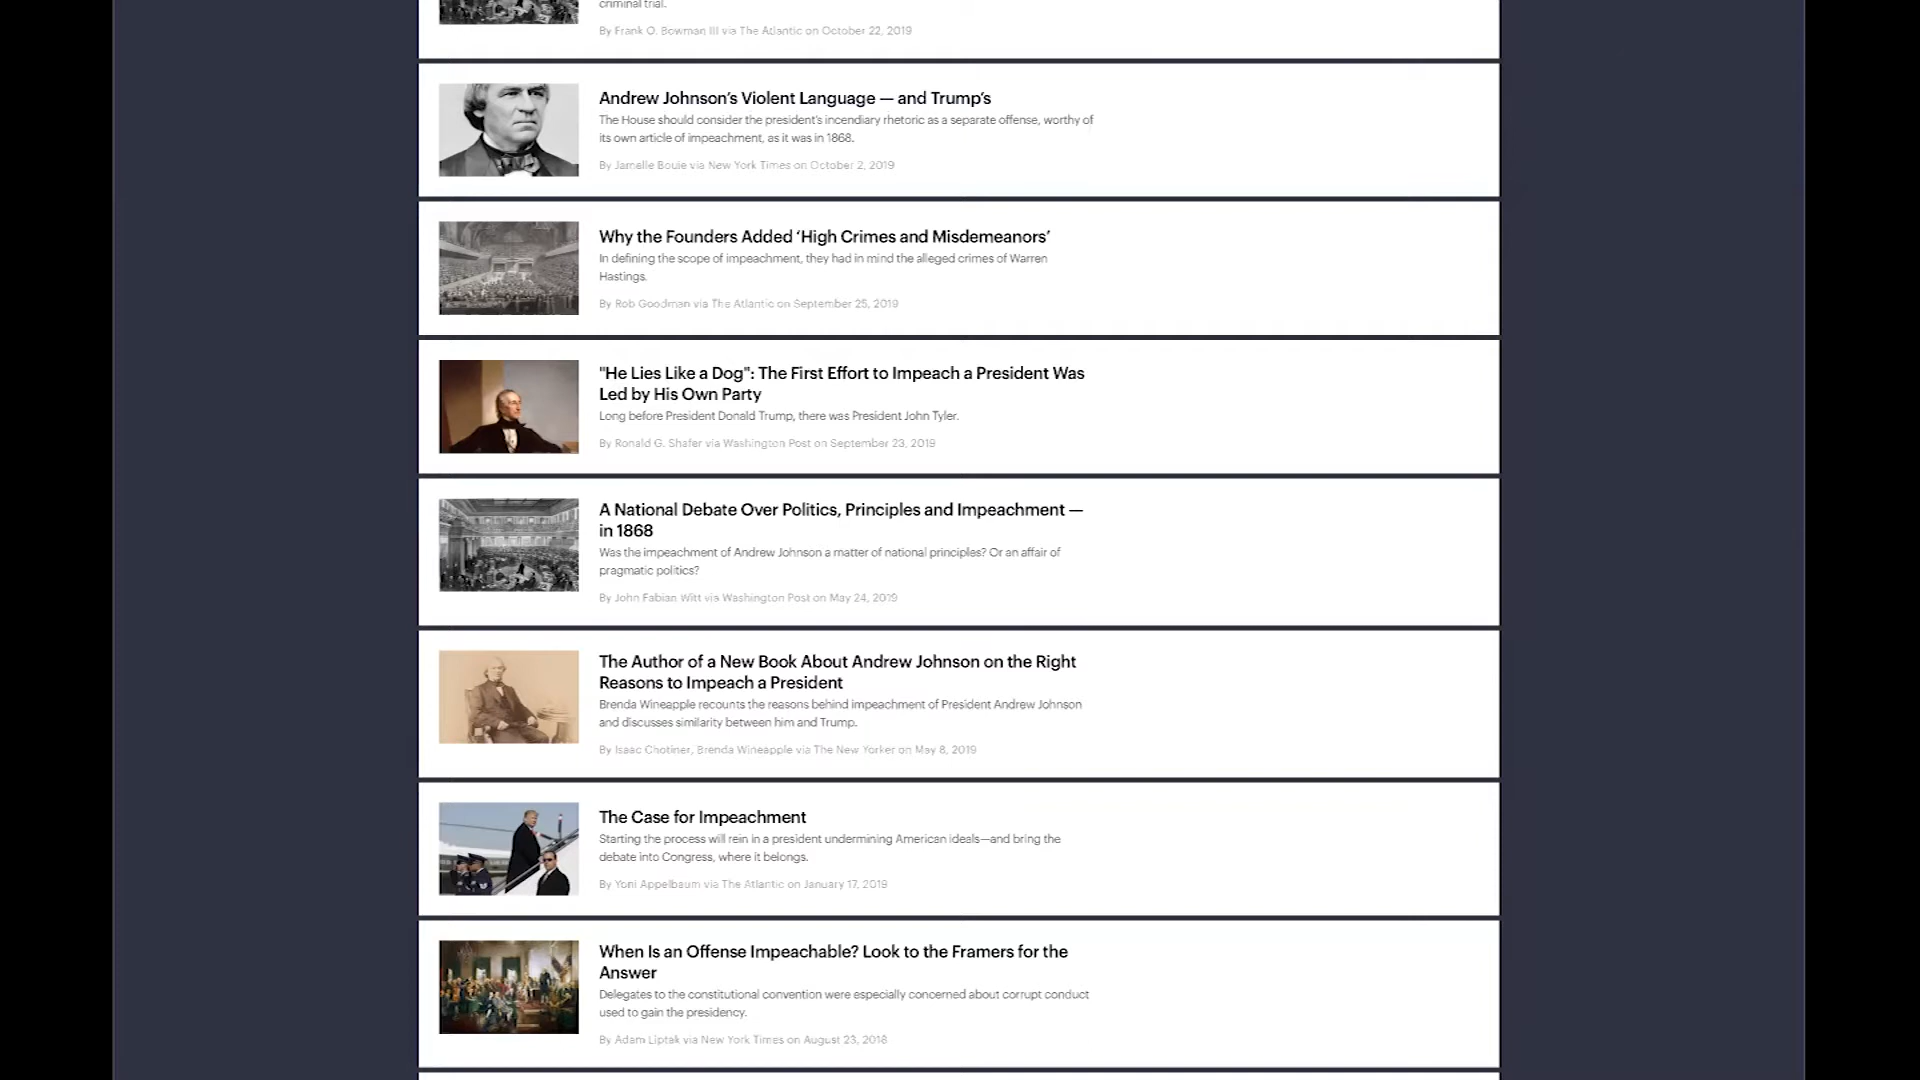 criminal trial.
By Frank O. Bowman III via The Atlantic on October 22, 2019
Andrew Johnson’s Violent Language — and Trump’s
The House should consider the president’s incendiary rhetoric as a separate offense, worthy of
its own article of impeachment, as it was in 1868.
By Jamelle Bouie via New York Times on October 2, 2019
Why the Founders Added ‘High Crimes and Misdemeanors’
In defining the scope of impeachment, they had in mind the alleged crimes of Warren
Hastings.
By Rob Goodman via The Atlantic on September 25, 2019
"He Lies Like a Dog": The First Effort to Impeach a President Was
Led by His Own Party
Long before President Donald Trump, there was President John Tyler.
By Ronald G. Shafer via Washington Post on September 23, 2019
A National Debate Over Politics, Principles and Impeachment —
in 1868
Was the impeachment of Andrew Johnson a matter of national principles? Or an affair of
pragmatic politics?
By John Fabian Witt via Washington Post on May 24, 2019
The Author of a New Book About Andrew Johnson on the Right
Reasons to Impeach a President
Brenda Wineapple recounts the reasons behind impeachment of President Andrew Johnson
and discusses similarity between him and Trump.
By Isaac Chotiner, Brenda Wineapple via The New Yorker on May 8, 2019
The Case for Impeachment
Starting the process will rein in a president undermining American ideals—and bring the
debate into Congress, where it belongs.
By Yoni Appelbaum via The Atlantic on January 17, 2019
When Is an Offense Impeachable? Look to the Framers for the
Answer
Delegates to the constitutional convention were especially concerned about corrupt conduct
used to gain the presidency.
By Adam Liptak via New York Times on August 23, 2018